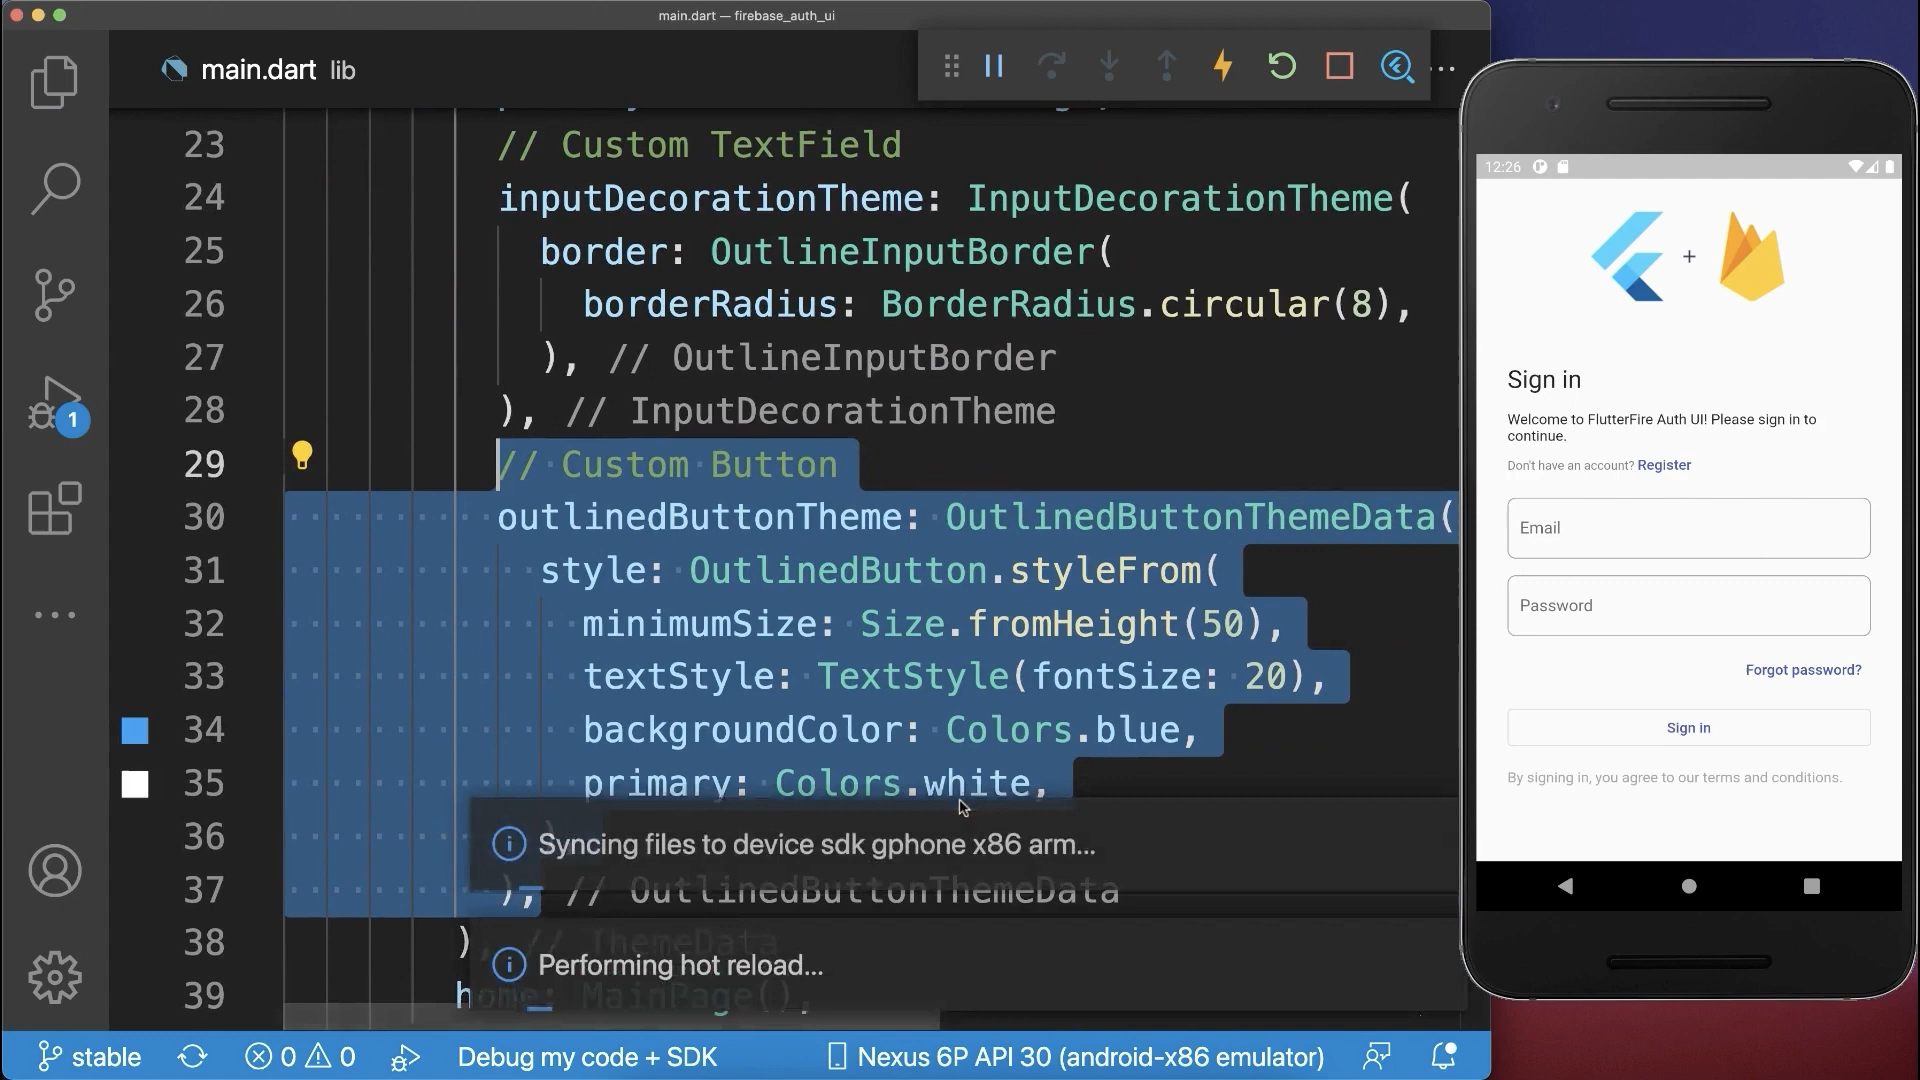 main.dart — firebase_auth_ui
main.dart lib
23 // Custom TextField
24 inputDecorationTheme: InputDecorationTheme(
25 border: OutlineInputBorder(
26 borderRadius: BorderRadius.circular(8),
27 ), // OutlineInputBorder
28 ), // InputDecorationTheme
29 // Custom Button
30 outlinedButtonTheme: OutlinedButtonThemeData(
31 style: OutlinedButton.styleFrom(
32 minimumSize: Size.fromHeight(50),
33 textStyle: TextStyle(fontSize: 20),
34 backgroundColor: Colors.blue,
35 primary: Colors.white,
36 )
Syncing files to device sdk gphone x86 arm...
37 ), // OutlinedButtonThemeData
38 ), // ThemeData
Performing hot reload...
39 home: MainPage(),
1
stable
0
0
Debug my code + SDK
Nexus 6P API 30 (android-x86 emulator)
12:26
+
Sign in
Welcome to FlutterFire Auth UI! Please sign in to
continue.
Don't have an account? Register
Email
Password
Forgot password?
Sign in
By signing in, you agree to our terms and conditions.